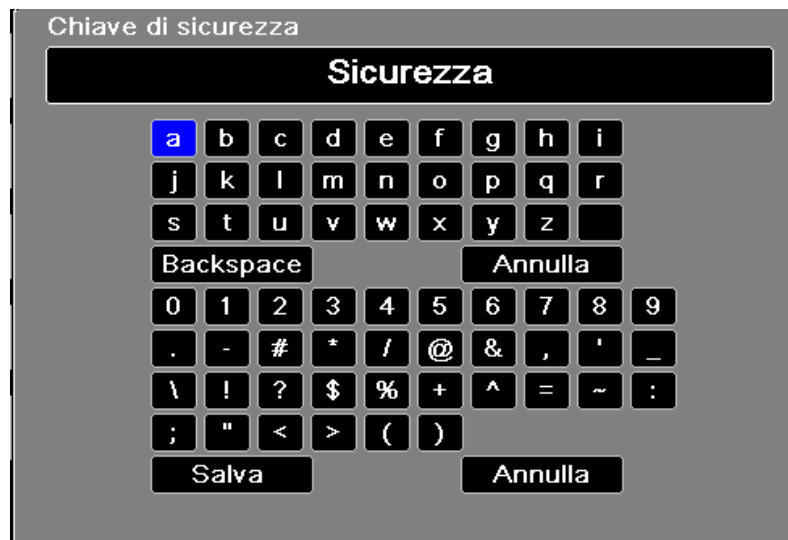 Chiave di sicurezza
Sicurezza
a b c d e f g h i
j k l m n o p q r
s t u v w x y z
Backspace Annulla
0 1 2 3 4 5 6 7 8 9
. - # * / @ & , ' _
\ ! ? $ % + ^ = ~ :
; " < > ( )
Salva Annulla